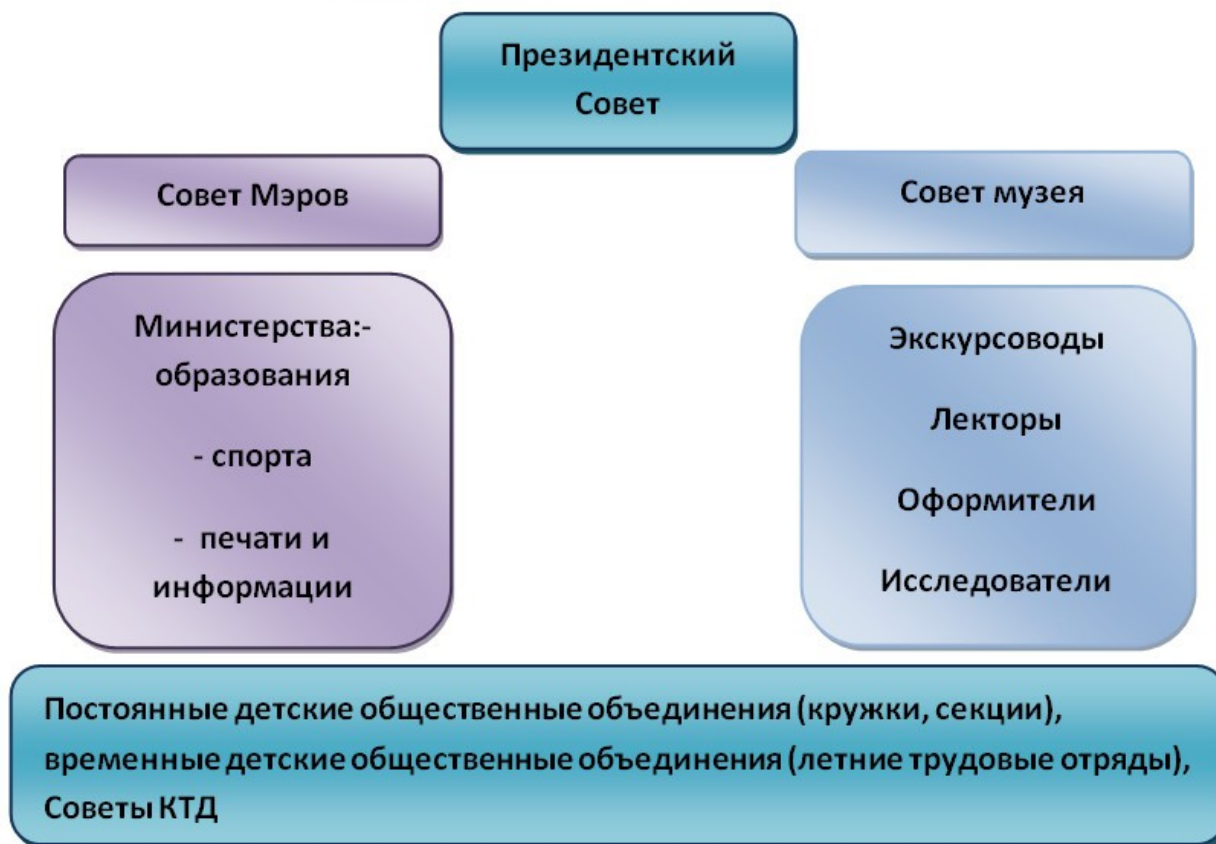 Президентский
Совет
Совет Мэров
Совет музея
Министерства:-
образования
- спорта
- печати и
информации
Экскурсоводы
Лекторы
Оформители
Исследователи
Постоянные детские общественные объединения (кружки, секции),
временные детские общественные объединения (летние трудовые отряды),
Советы КТД